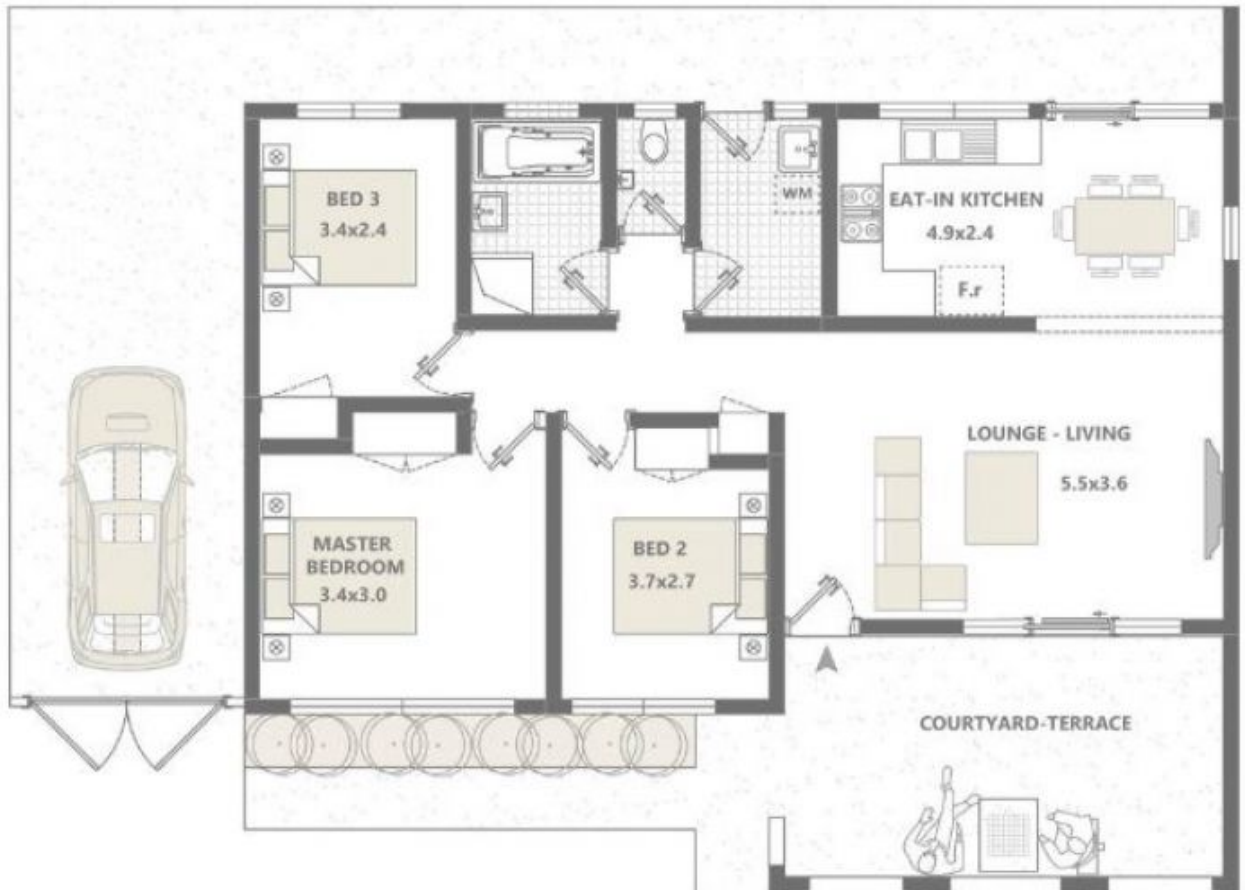 BED 3
3.4x2.4
WM
EAT-IN KITCHEN
4.9x2.4
F.r
LOUNGE - LIVING
5.5x3.6
MASTER
BEDROOM
3.4x3.0
BED 2
3.7x2.7
COURTYARD-TERRACE